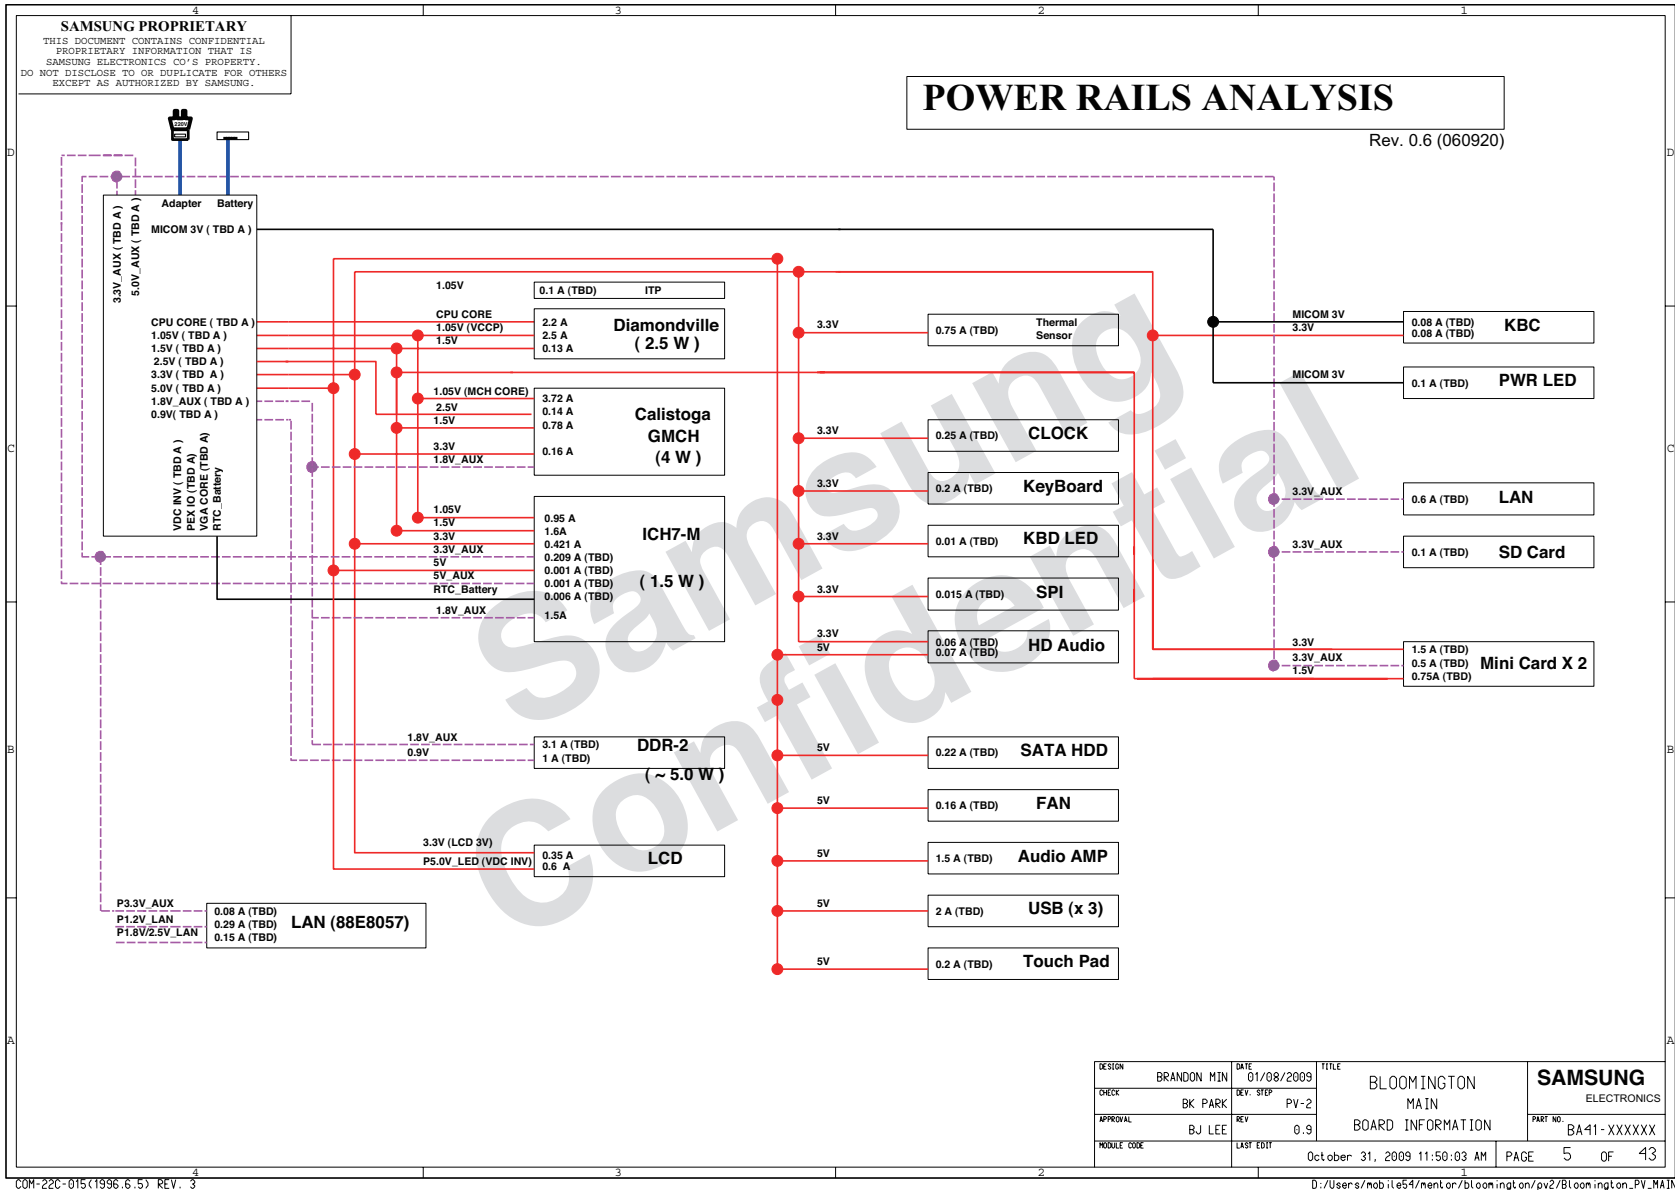 4 3 2 1
SAMSUNG PROPRIETARY
THIS DOCUMENT CONTAINS CONFIDENTIAL
PROPRIETARY INFORMATION THAT IS
SAMSUNG ELECTRONICS CO'S PROPERTY.
DO NOT DISCLOSE TO OR DUPLICATE FOR OTHERS
EXCEPT AS AUTHORIZED BY SAMSUNG.
POWER RAILS ANALYSIS
Rev. 0.6 (060920)
220V
D D
Adapter Battery
MICOM 3V ( TBD A )
3.3V_AUX ( TBD A )
5.0V_AUX ( TBD A )
CPU CORE ( TBD A )
1.05V ( TBD A )
1.5V ( TBD A )
2.5V ( TBD A )
3.3V ( TBD A )
5.0V ( TBD A )
1.8V_AUX ( TBD A )
0.9V( TBD A )
VDC INV ( TBD A )
PEX IO ( TBD A)
VGA CORE (TBD A)
RTC_Battery
1.05V
0.1 A (TBD) ITP
CPU CORE
1.05V (VCCP)
1.5V
2.2 A
2.5 A
0.13 A
Diamondville
( 2.5 W )
1.05V (MCH CORE)
2.5V
1.5V
3.3V
1.8V_AUX
3.72 A
0.14 A
0.78 A
0.16 A
Calistoga
GMCH
(4 W )
1.05V
1.5V
3.3V
3.3V_AUX
5V
5V_AUX
RTC_Battery
1.8V_AUX
0.95 A
1.6A
0.421 A
0.209 A (TBD)
0.001 A (TBD)
0.001 A (TBD)
0.006 A (TBD)
1.5A
ICH7-M
( 1.5 W )
1.8V_AUX
0.9V
3.1 A (TBD)
1 A (TBD)
DDR-2
( ~ 5.0 W )
3.3V (LCD 3V)
P5.0V_LED (VDC INV)
0.35 A
0.6 A
LCD
P3.3V_AUX
P1.2V_LAN
P1.8V/2.5V_LAN
0.08 A (TBD)
0.29 A (TBD)
0.15 A (TBD)
LAN (88E8057)
3.3V
0.75 A (TBD)
Thermal
Sensor
3.3V
0.25 A (TBD) CLOCK
3.3V
0.2 A (TBD) KeyBoard
3.3V
0.01 A (TBD) KBD LED
3.3V
0.015 A (TBD) SPI
3.3V
5V
0.06 A (TBD)
0.07 A (TBD)
HD Audio
5V
0.22 A (TBD) SATA HDD
5V
0.16 A (TBD) FAN
5V
1.5 A (TBD) Audio AMP
5V
2 A (TBD) USB (x 3)
5V
0.2 A (TBD) Touch Pad
MICOM 3V
3.3V
0.08 A (TBD)
0.08 A (TBD)
KBC
MICOM 3V
0.1 A (TBD) PWR LED
3.3V_AUX
0.6 A (TBD) LAN
3.3V_AUX
0.1 A (TBD) SD Card
3.3V
3.3V_AUX
1.5V
1.5 A (TBD)
0.5 A (TBD)
0.75A (TBD)
Mini Card X 2
Samsung
Confidential
C C
B B
A A
DESIGN
BRANDON MIN
DATE
01/08/2009
CHECK
BK PARK
DEV. STEP
PV-2
APPROVAL
BJ LEE
REV
0.9
MODULE CODE
LAST EDIT
October 31, 2009 11:50:03 AM
TITLE
BLOOMINGTON
MAIN
BOARD INFORMATION
SAMSUNG
ELECTRONICS
PART NO.
BA41-XXXXXX
PAGE 5 OF 43
4 3 2 1
COM-22C-015(1996.6.5) REV. 3
D:/Users/mobile54/mentor/bloomington/pv2/Bloomington_PV_MAIN